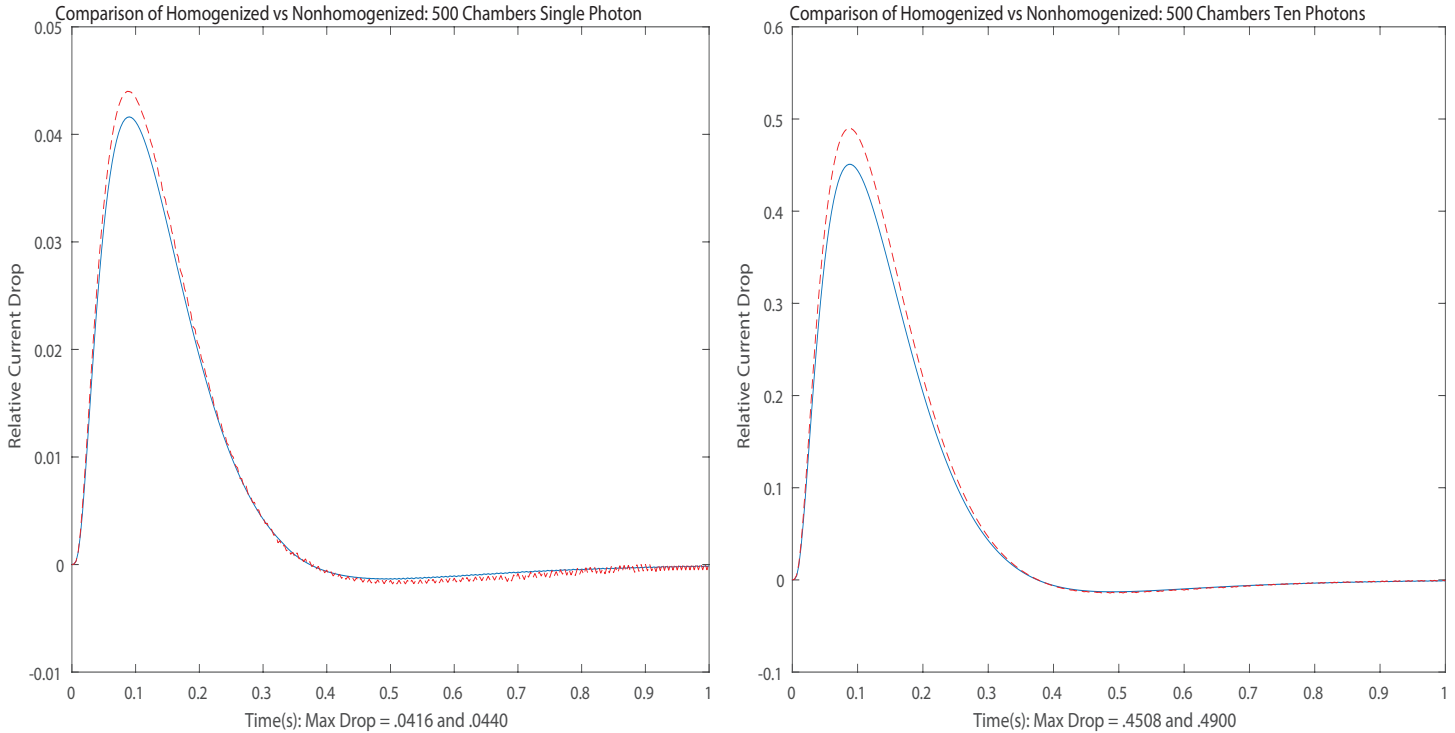 Comparison of Homogenized vs Nonhomogenized: 500 Chambers Single Photon
0.05
0.04
0.03
0.02
0.01
0
-0.01
Relative Current Drop
0 0.1 0.2 0.3 0.4 0.5 0.6 0.7 0.8 0.9 1
Time(s): Max Drop = .0416 and .0440
Comparison of Homogenized vs Nonhomogenized: 500 Chambers Ten Photons
0.6
0.5
0.4
0.3
0.2
0.1
0
-0.1
Relative Current Drop
0 0.1 0.2 0.3 0.4 0.5 0.6 0.7 0.8 0.9 1
Time(s): Max Drop = .4508 and .4900